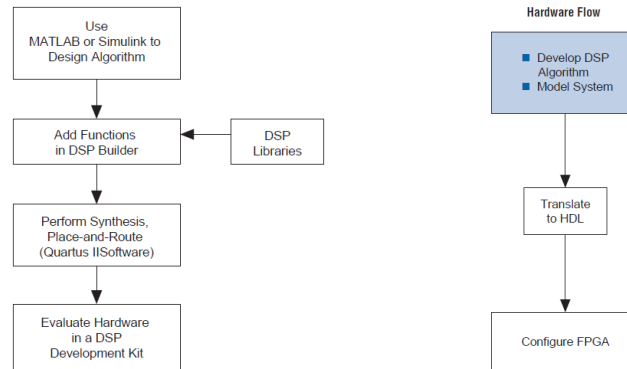 Use
MATLAB or Simulink to
Design Algorithm
Add Functions
in DSP Builder
DSP
Libraries
Perform Synthesis,
Place-and-Route
(Quartus IISoftware)
Evaluate Hardware
in a DSP
Development Kit
Hardware Flow
Develop DSP
Algorithm
Model System
Translate
to HDL
Configure FPGA